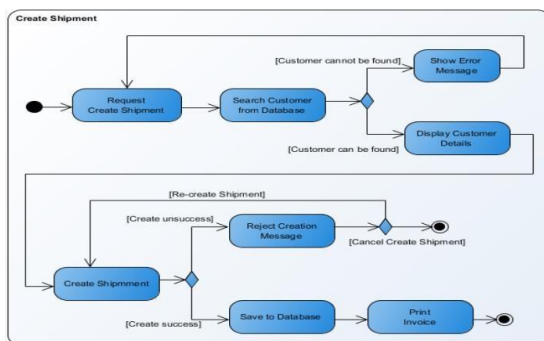 Create Shipment
[Customer cannot be found]
Show Error
Message
Request
Create Shipment
Search Customer
from Database
Display Customer
Details
[Customer can be found]
[Re-create Shipment]
[Create unsuccess]
Reject Creation
Message
[Cancel Create Shipment]
Create Shipmment
[Create success]
Save to Database
Print
Invoice